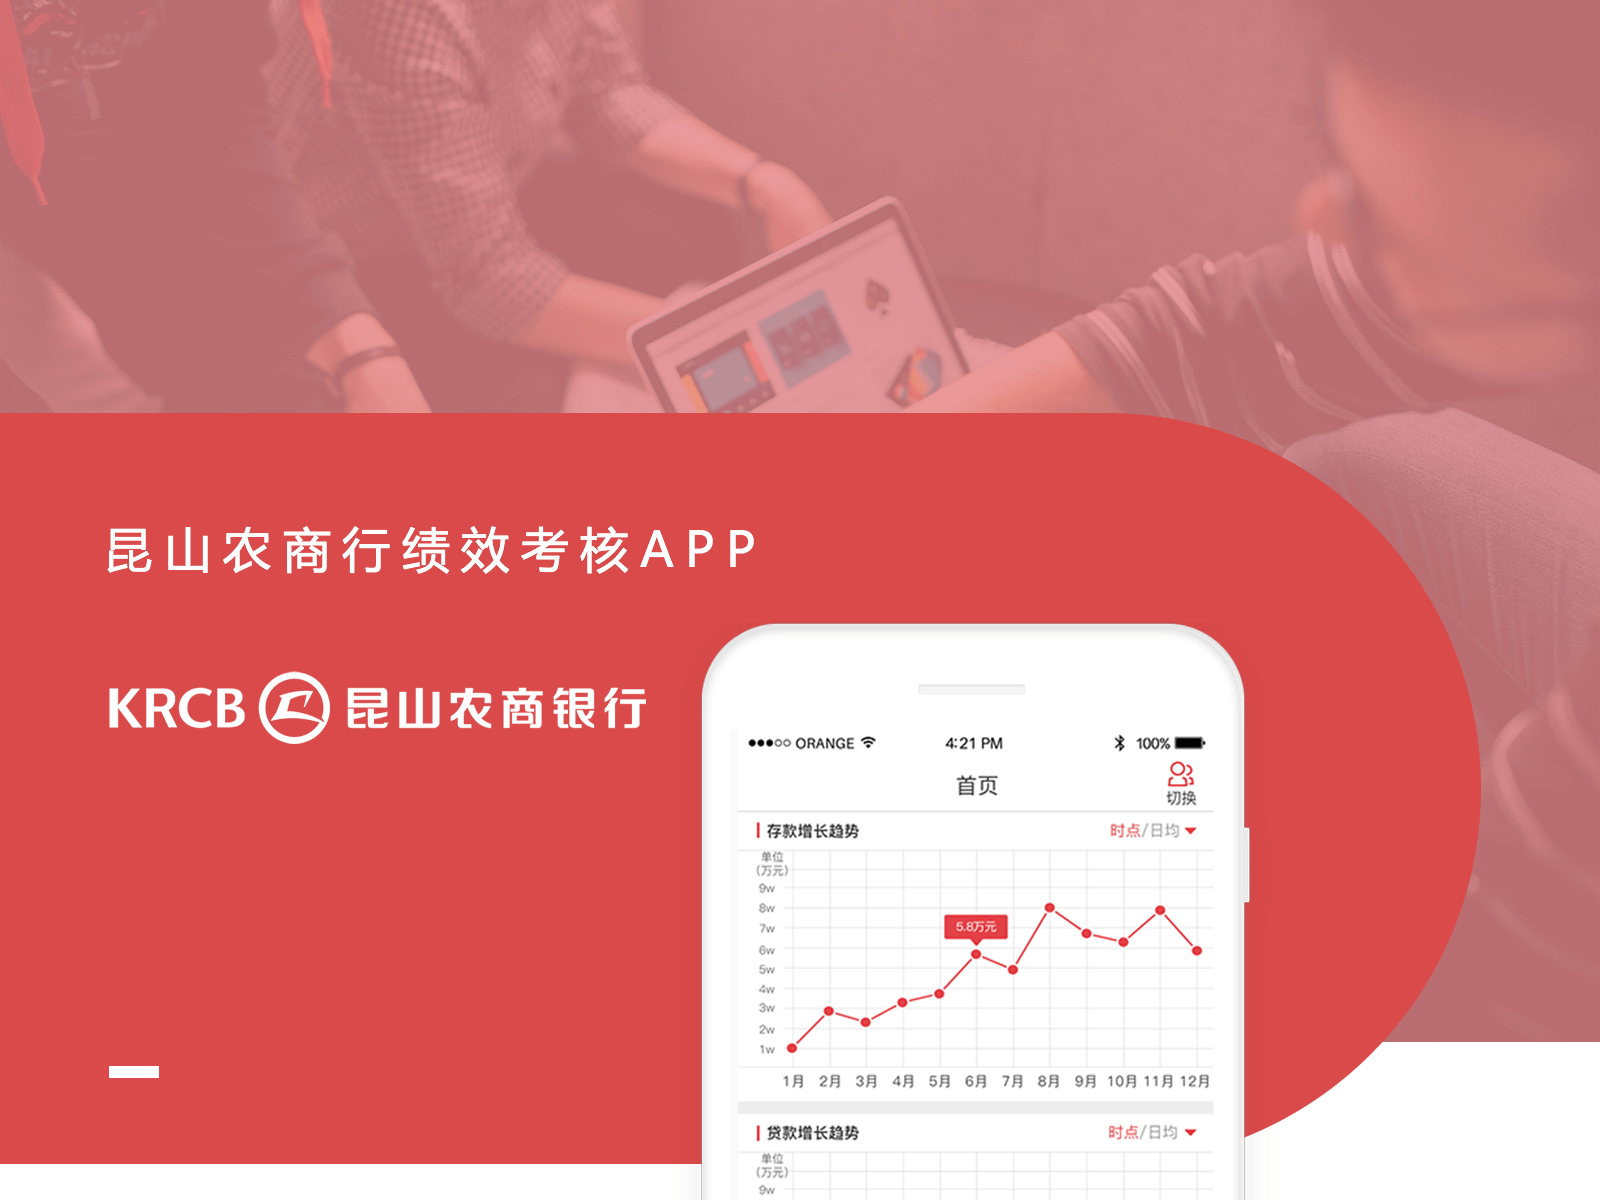 昆山农商行绩效考核APP
KRCB 昆山农商银行
ORANGE 4:21 PM 100%
首页
切换
存款增长趋势 时点/日均
单位
(万元)
9w
8w
7w
5.8万元
6w
5w
4w
3w
2w
1w
1月 2月 3月 4月 5月 6月 7月 8月 9月 10月 11月 12月
贷款增长趋势 时点/日均
单位
(万元)
9w